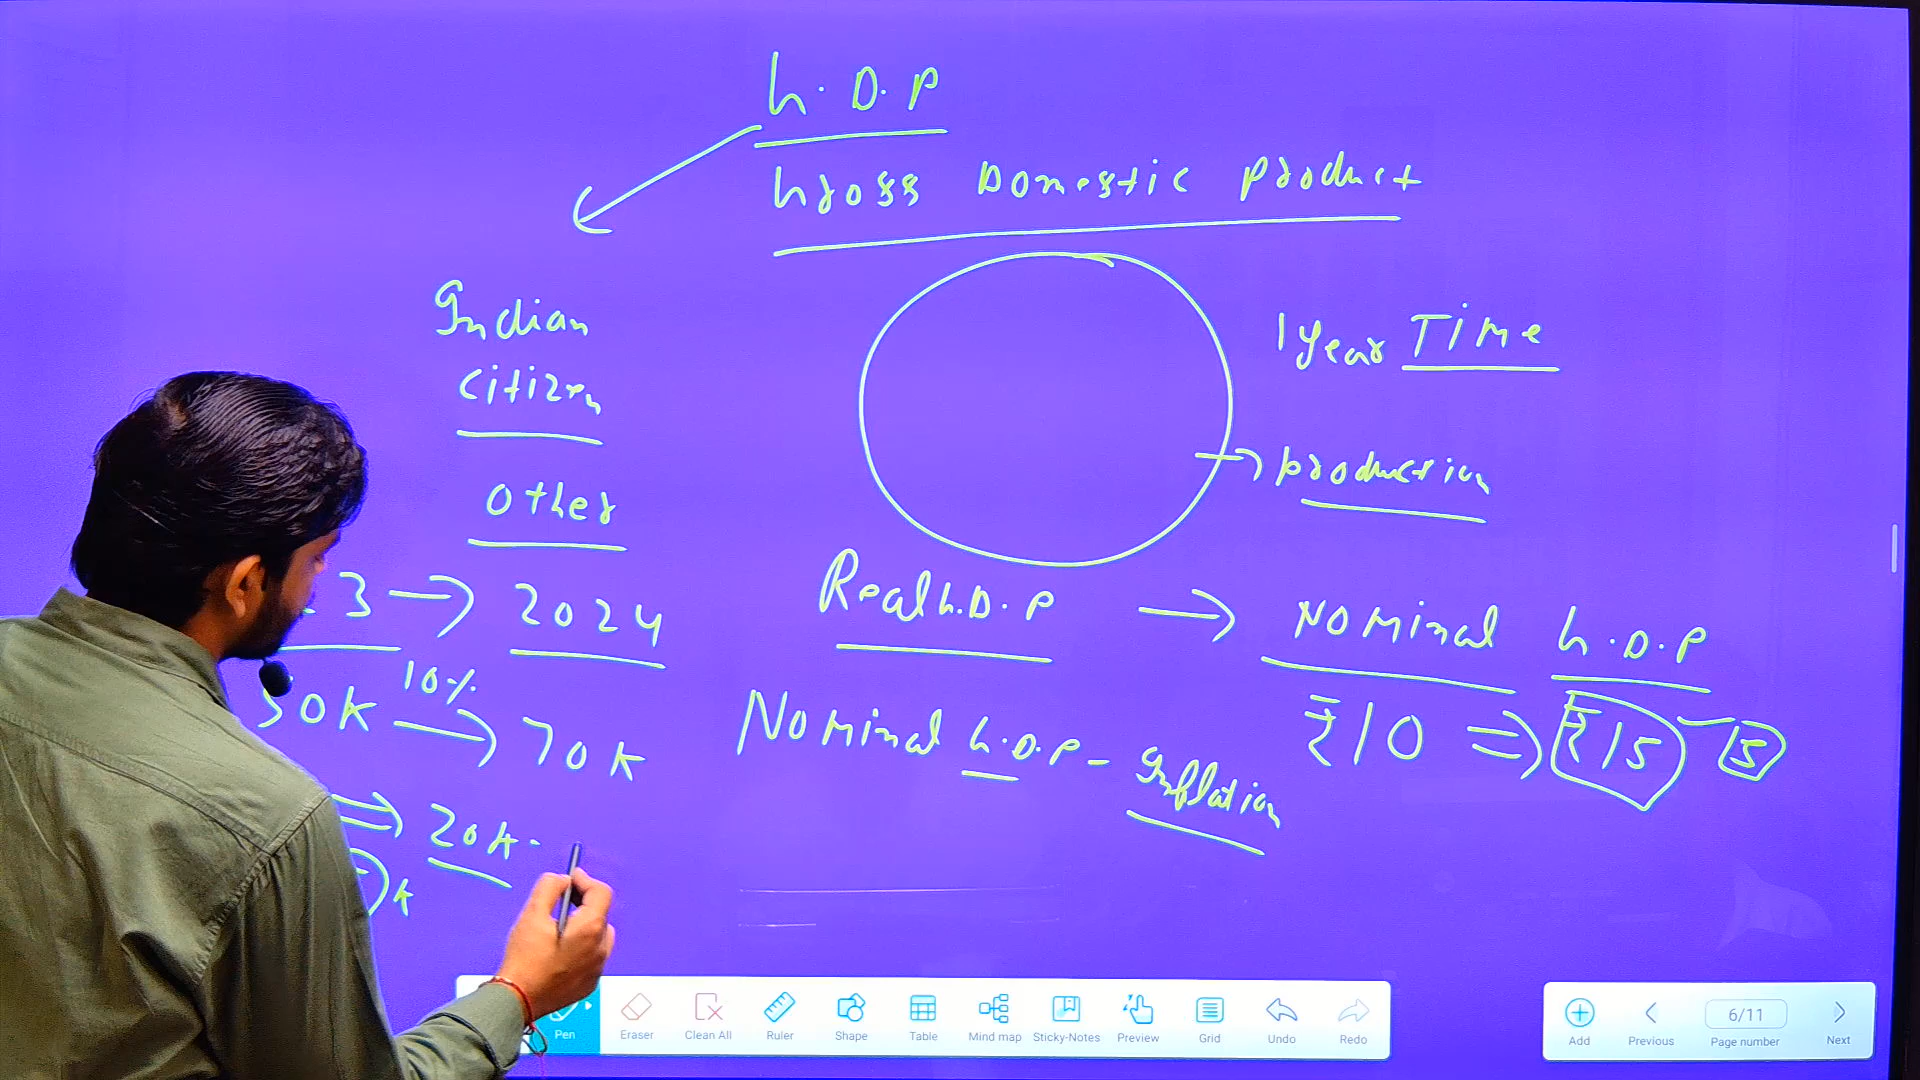 G.D.P
Gross Domestic Product
Indian
citizen
other
1 year Time
production
3 → 2024
50K 10% → 70K
⇒ 20K
K
Real G.D.P → Nominal G.D.P
Nominal G.D.P - Inflation
₹10 ⇒ ₹15 - 5
Pen
Eraser
Clean All
Ruler
Shape
Table
Mind map
Sticky-Notes
Preview
Grid
Undo
Redo
Add
Previous
6/11
Page number
Next